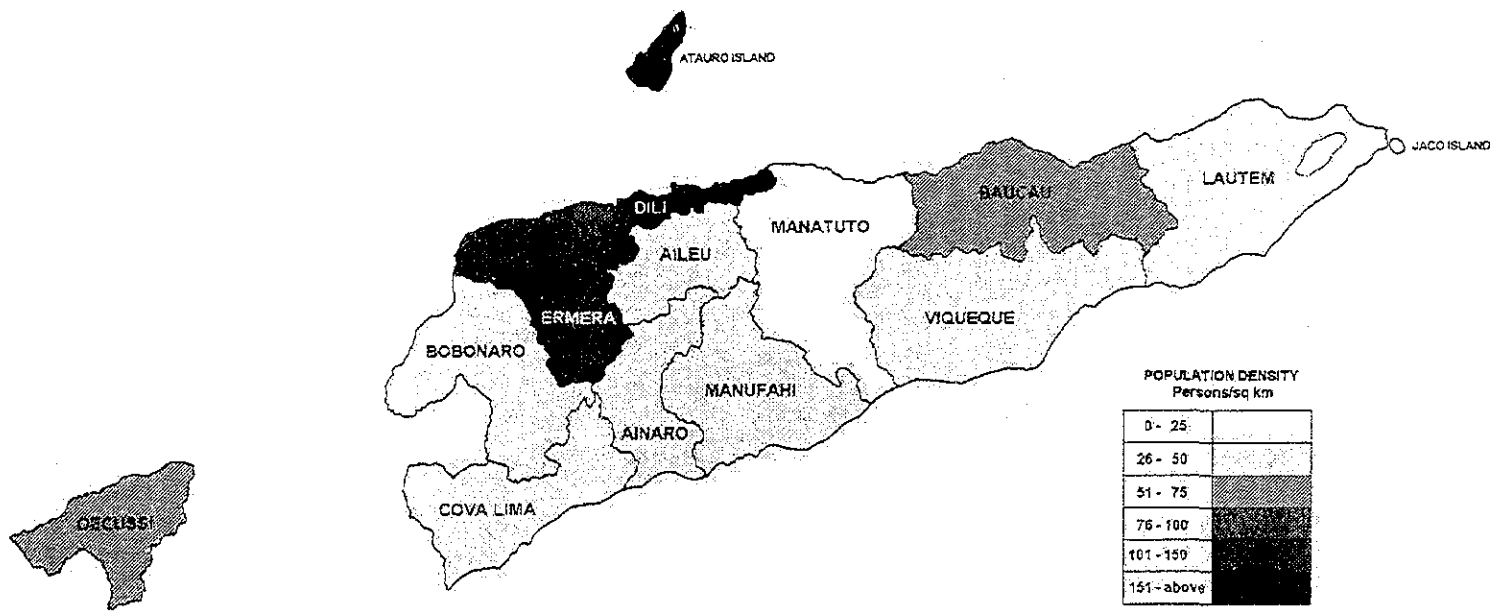 ATAURO ISLAND
JACO ISLAND
LAUTEM
BAUCAU
DILI
MANATUTO
AILEU
ERMERA
VIQUEQUE
BOBONARO
MANUFAHI
AINARO
COVA LIMA
OECUSSI
POPULATION DENSITY
Persons/sq km
0 - 25
26 - 50
51 - 75
76 - 100
101 - 150
151 - above